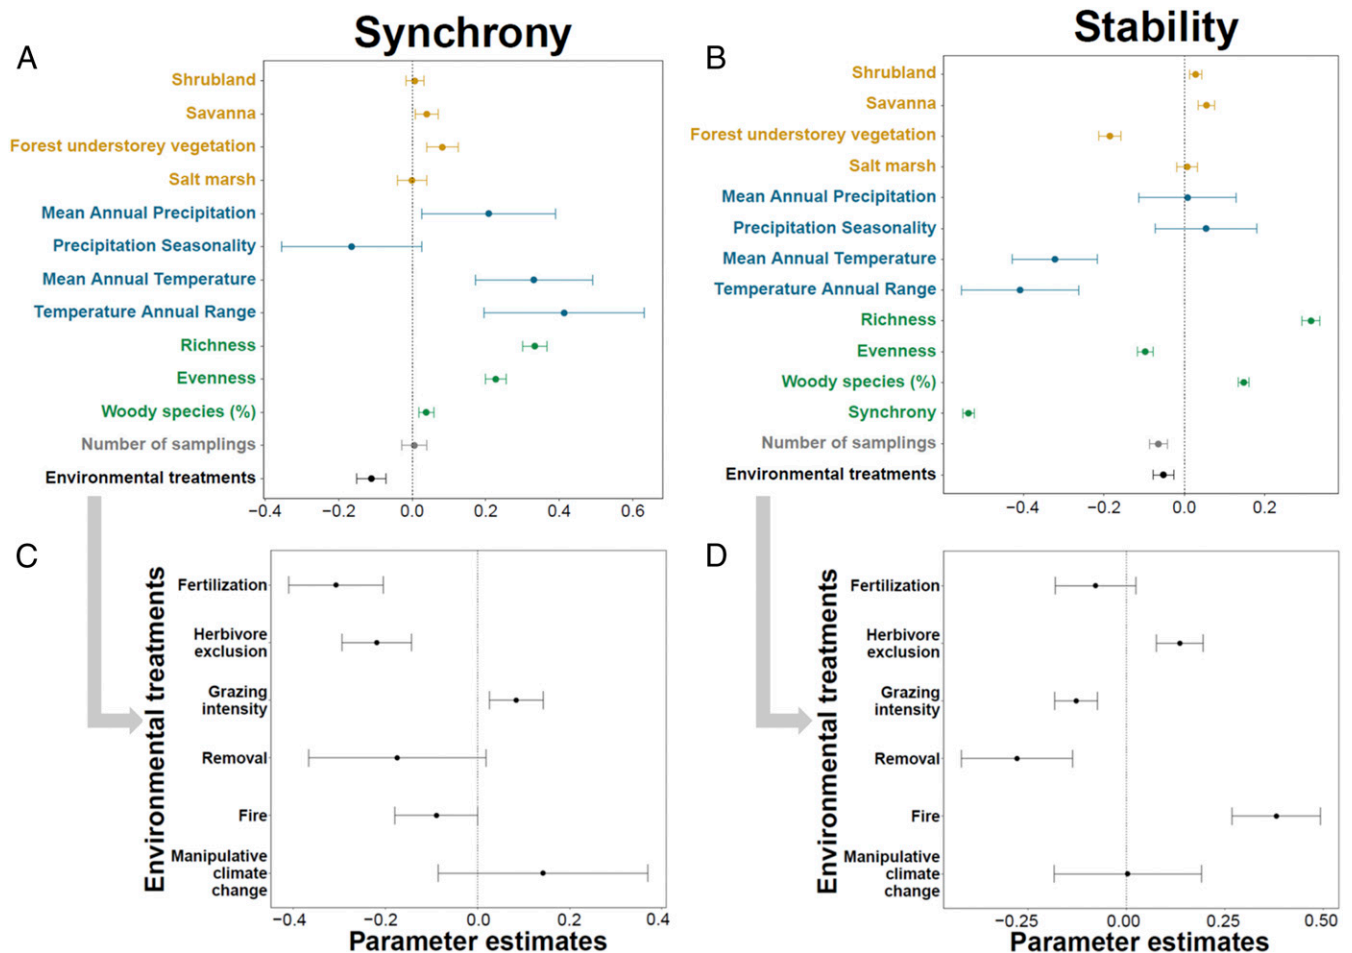 Synchrony
A
Shrubland
Savanna
Forest understorey vegetation
Salt marsh
Mean Annual Precipitation
Precipitation Seasonality
Mean Annual Temperature
Temperature Annual Range
Richness
Evenness
Woody species (%)
Number of samplings
Environmental treatments
−0.4 −0.2 0.0 0.2 0.4 0.6
Stability
B
Shrubland
Savanna
Forest understorey vegetation
Salt marsh
Mean Annual Precipitation
Precipitation Seasonality
Mean Annual Temperature
Temperature Annual Range
Richness
Evenness
Woody species (%)
Synchrony
Number of samplings
Environmental treatments
−0.4 −0.2 0.0 0.2
C
Environmental treatments
Fertilization
Herbivore
exclusion
Grazing
intensity
Removal
Fire
Manipulative
climate
change
−0.4 −0.2 0.0 0.2 0.4
Parameter estimates
D
Environmental treatments
Fertilization
Herbivore
exclusion
Grazing
intensity
Removal
Fire
Manipulative
climate
change
−0.25 0.00 0.25 0.50
Parameter estimates